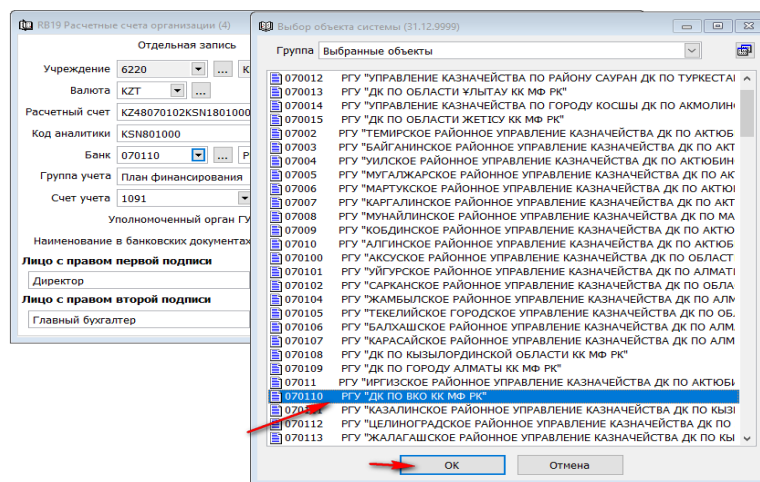 RB19 Расчетные счета организации (4)
Отдельная запись
Учреждение 6220 ... К
Валюта KZT ...
Расчетный счет KZ48070102KSN1801000
Код аналитики KSN801000
Банк 070110 ... Р
Группа учета План финансирования
Счет учета 1091
Уполномоченный орган ГУ
Наименование в банковских документах
Лицо с правом первой подписи
Директор
Лицо с правом второй подписи
Главный бухгалтер
Выбор объекта системы (31.12.9999)
Группа Выбранные объекты
070012 РГУ "УПРАВЛЕНИЕ КАЗНАЧЕЙСТВА ПО РАЙОНУ САУРАН ДК ПО ТУРКЕСТА
070013 РГУ "ДК ПО ОБЛАСТИ ҰЛЫТАУ КК МФ РК"
070014 РГУ "УПРАВЛЕНИЕ КАЗНАЧЕЙСТВА ПО ГОРОДУ КОСШЫ ДК ПО АКМОЛИН
070015 РГУ "ДК ПО ОБЛАСТИ ЖЕТІСУ КК МФ РК"
07002 РГУ "ТЕМИРСКОЕ РАЙОННОЕ УПРАВЛЕНИЕ КАЗНАЧЕЙСТВА ДК ПО АКТЮБ
07003 РГУ "БАЙГАНИНСКОЕ РАЙОННОЕ УПРАВЛЕНИЕ КАЗНАЧЕЙСТВА ДК ПО АКТ
07004 РГУ "УИЛСКОЕ РАЙОННОЕ УПРАВЛЕНИЕ КАЗНАЧЕЙСТВА ДК ПО АКТЮБИН
07005 РГУ "МУГАЛЖАРСКОЕ РАЙОННОЕ УПРАВЛЕНИЕ КАЗНАЧЕЙСТВА ДК ПО АК
07006 РГУ "МАРТУКСКОЕ РАЙОННОЕ УПРАВЛЕНИЕ КАЗНАЧЕЙСТВА ДК ПО АКТЮ
07007 РГУ "КАРГАЛИНСКОЕ РАЙОННОЕ УПРАВЛЕНИЕ КАЗНАЧЕЙСТВА ДК ПО АКТ
07008 РГУ "МУНАЙЛИНСКОЕ РАЙОННОЕ УПРАВЛЕНИЕ КАЗНАЧЕЙСТВА ДК ПО МА
07009 РГУ "КОБДИНСКОЕ РАЙОННОЕ УПРАВЛЕНИЕ КАЗНАЧЕЙСТВА ДК ПО АКТЮ
07010 РГУ "АЛГИНСКОЕ РАЙОННОЕ УПРАВЛЕНИЕ КАЗНАЧЕЙСТВА ДК ПО АКТЮБ
070100 РГУ "АКСУСКОЕ РАЙОННОЕ УПРАВЛЕНИЕ КАЗНАЧЕЙСТВА ДК ПО ОБЛАСТ
070101 РГУ "УЙГУРСКОЕ РАЙОННОЕ УПРАВЛЕНИЕ КАЗНАЧЕЙСТВА ДК ПО АЛМАТ
070102 РГУ "САРКАНСКОЕ РАЙОННОЕ УПРАВЛЕНИЕ КАЗНАЧЕЙСТВА ДК ПО ОБЛА
070104 РГУ "ЖАМБЫЛСКОЕ РАЙОННОЕ УПРАВЛЕНИЕ КАЗНАЧЕЙСТВА ДК ПО АЛМ
070105 РГУ "ТЕКЕЛИЙСКОЕ ГОРОДСКОЕ УПРАВЛЕНИЕ КАЗНАЧЕЙСТВА ДК ПО ОБ
070106 РГУ "БАЛХАШСКОЕ РАЙОННОЕ УПРАВЛЕНИЕ КАЗНАЧЕЙСТВА ДК ПО АЛМ
070107 РГУ "КАРАСАЙСКОЕ РАЙОННОЕ УПРАВЛЕНИЕ КАЗНАЧЕЙСТВА ДК ПО АЛМ
070108 РГУ "ДК ПО КЫЗЫЛОРДИНСКОЙ ОБЛАСТИ КК МФ РК"
070109 РГУ "ДК ПО ГОРОДУ АЛМАТЫ КК МФ РК"
07011 РГУ "ИРГИЗСКОЕ РАЙОННОЕ УПРАВЛЕНИЕ КАЗНАЧЕЙСТВА ДК ПО АКТЮБИ
070110 РГУ "ДК ПО ВКО КК МФ РК"
070111 РГУ "КАЗАЛИНСКОЕ РАЙОННОЕ УПРАВЛЕНИЕ КАЗНАЧЕЙСТВА ДК ПО КЫЗ
070112 РГУ "ЦЕЛИНОГРАДСКОЕ РАЙОННОЕ УПРАВЛЕНИЕ КАЗНАЧЕЙСТВА ДК ПО
070113 РГУ "ЖАЛАГАШСКОЕ РАЙОННОЕ УПРАВЛЕНИЕ КАЗНАЧЕЙСТВА ДК ПО КЫ
OK Отмена